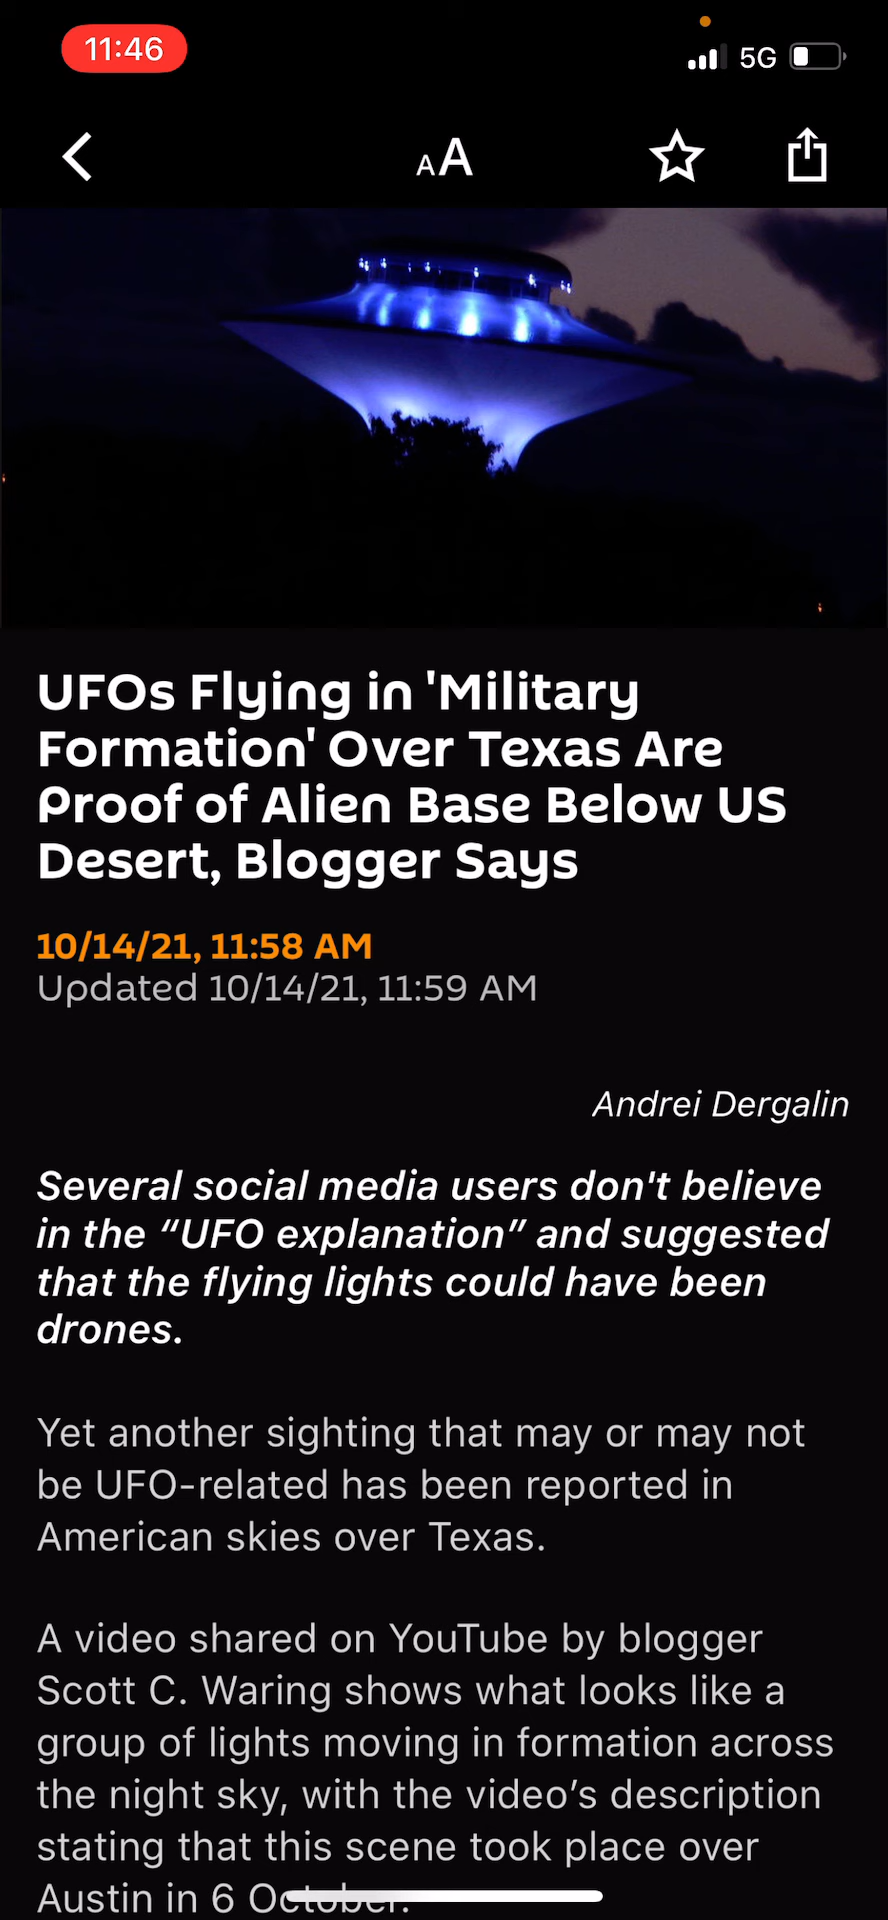 11:46
5G
AA
UFOs Flying in 'Military
Formation' Over Texas Are
Proof of Alien Base Below US
Desert, Blogger Says
10/14/21, 11:58 AM
Updated 10/14/21, 11:59 AM
Andrei Dergalin
Several social media users don't believe
in the “UFO explanation” and suggested
that the flying lights could have been
drones.
Yet another sighting that may or may not
be UFO-related has been reported in
American skies over Texas.
A video shared on YouTube by blogger
Scott C. Waring shows what looks like a
group of lights moving in formation across
the night sky, with the video’s description
stating that this scene took place over
Austin in 6 October.